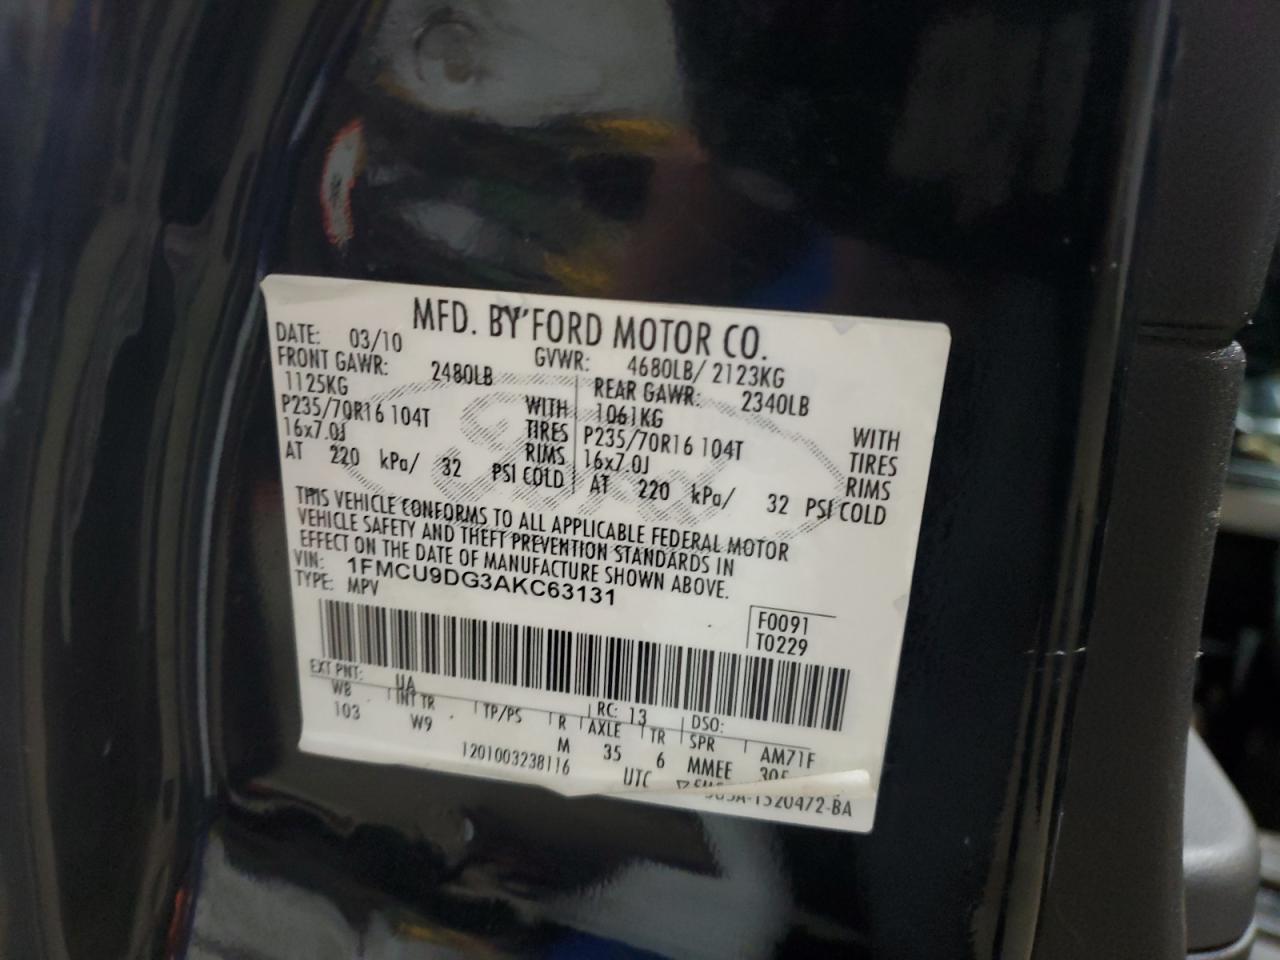 MFD. BY FORD MOTOR CO.
DATE: 03/10 GVWR: 4680LB/ 2123KG
FRONT GAWR: 2480LB REAR GAWR: 2340LB
1125KG WITH 1061KG WITH
P235/70R16 104T TIRES P235/70R16 104T TIRES
16x7.0J RIMS 16x7.0J RIMS
AT 220 kPa/ 32 PSI COLD AT 220 kPa/ 32 PSI COLD
THIS VEHICLE CONFORMS TO ALL APPLICABLE FEDERAL MOTOR
VEHICLE SAFETY AND THEFT PREVENTION STANDARDS IN
EFFECT ON THE DATE OF MANUFACTURE SHOWN ABOVE.
VIN: 1FMCU9DG3AKC63131
TYPE: MPV
F0091
T0229
EXT PNT: UA RC: 13 DSO:
WB INT TR TP/PS R AXLE TR SPR AM71F
103 W9 M 35 6 MMEE
1201003238116 UTC
1520472-BA